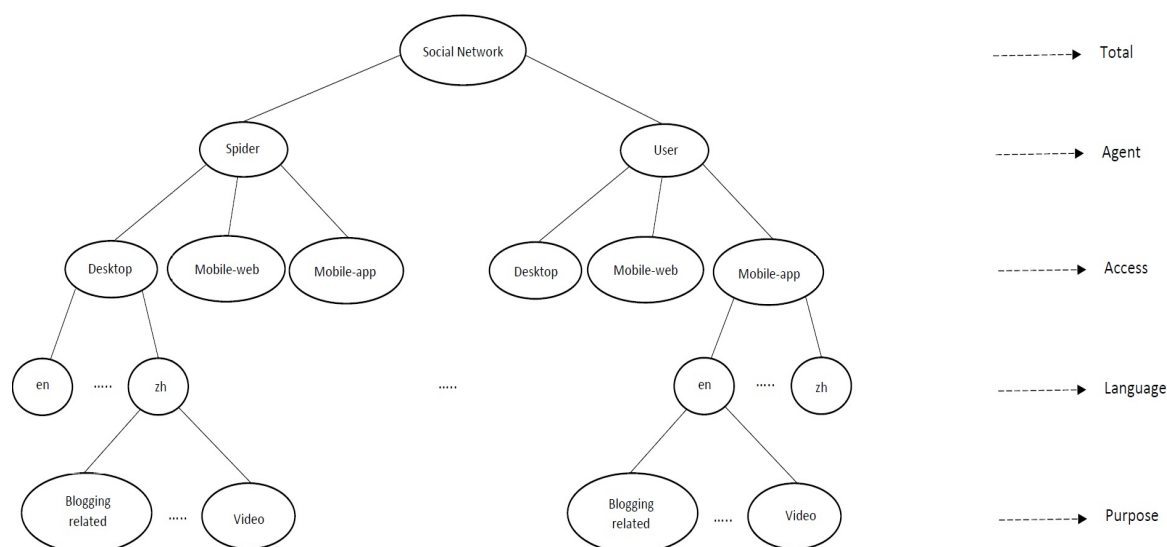 Social Network
Total
Spider
User
Agent
Desktop
Mobile-web
Mobile-app
Desktop
Mobile-web
Mobile-app
Access
en
.....
zh
.....
en
.....
zh
Language
Blogging
related
.....
Video
Blogging
related
.....
Video
Purpose